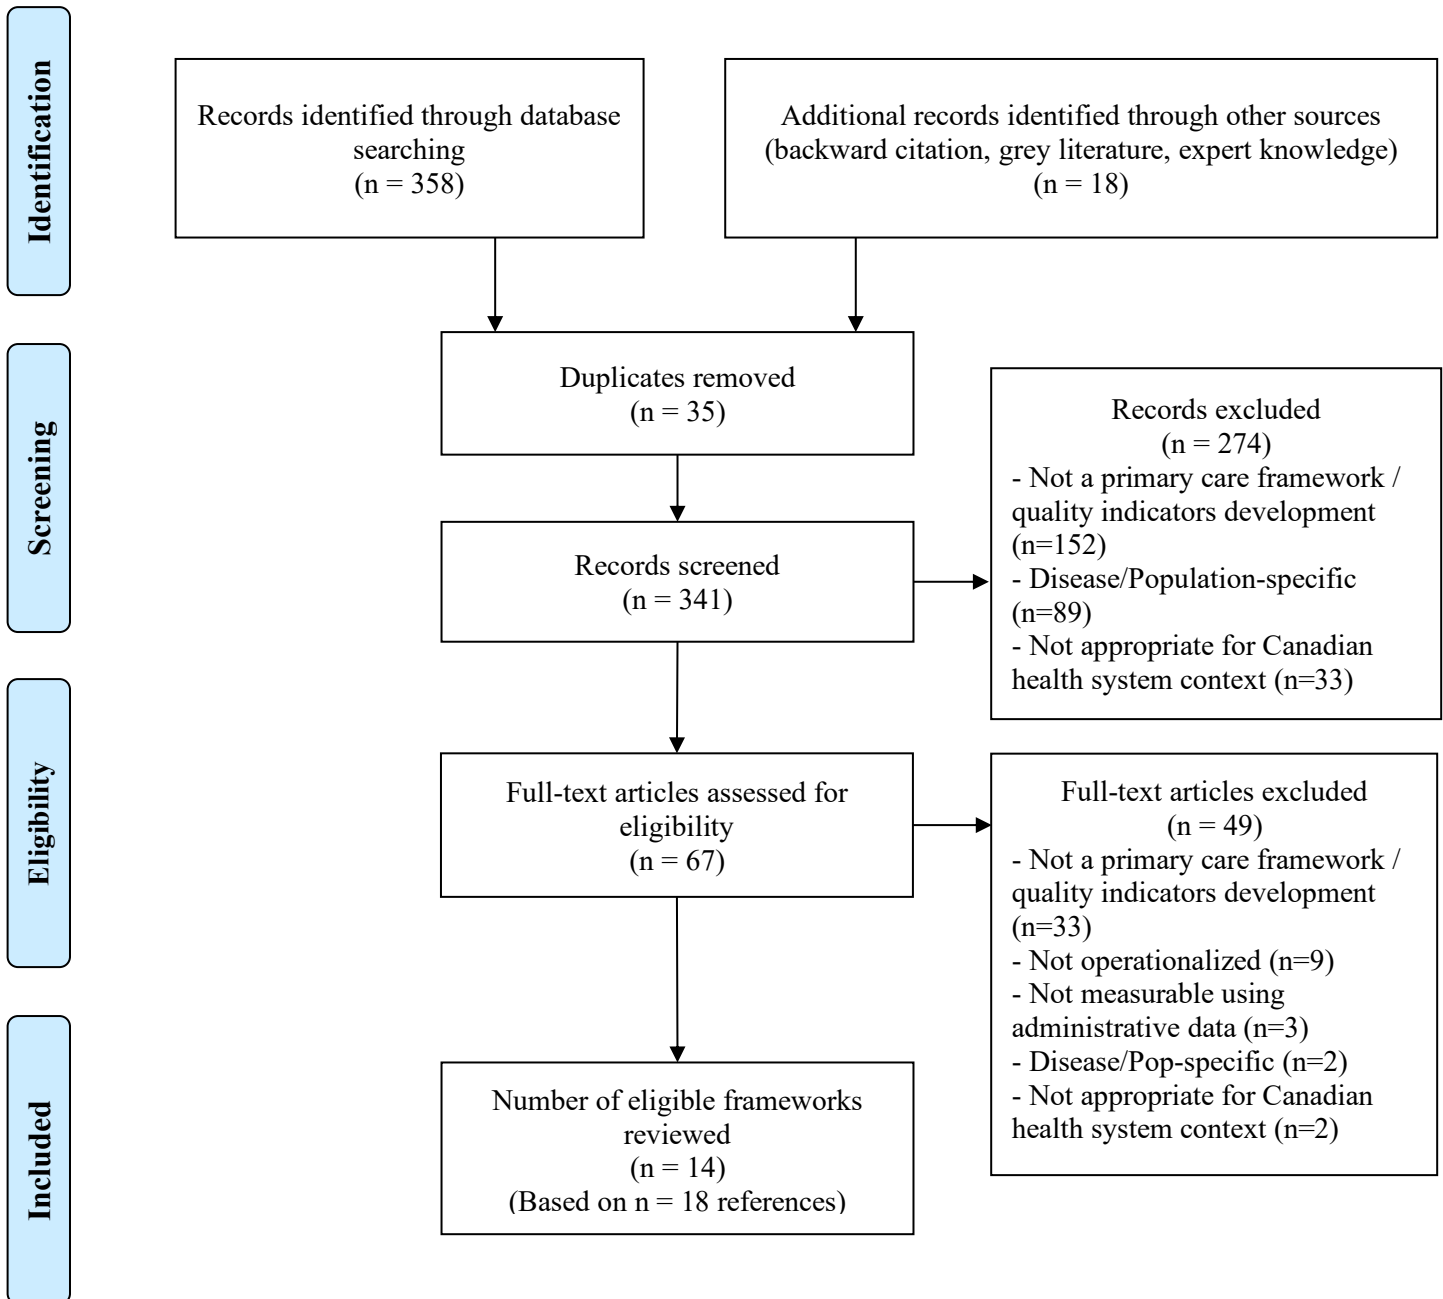 Identification
Records identified through database
searching
(n = 358)
Additional records identified through other sources
(backward citation, grey literature, expert knowledge)
(n = 18)
Screening
Duplicates removed
(n = 35)
Records screened
(n = 341)
Records excluded
(n = 274)
- Not a primary care framework /
quality indicators development
(n=152)
- Disease/Population-specific
(n=89)
- Not appropriate for Canadian
health system context (n=33)
Eligibility
Full-text articles assessed for
eligibility
(n = 67)
Full-text articles excluded
(n = 49)
- Not a primary care framework /
quality indicators development
(n=33)
- Not operationalized (n=9)
- Not measurable using
administrative data (n=3)
- Disease/Pop-specific (n=2)
- Not appropriate for Canadian
health system context (n=2)
Included
Number of eligible frameworks
reviewed
(n = 14)
(Based on n = 18 references)